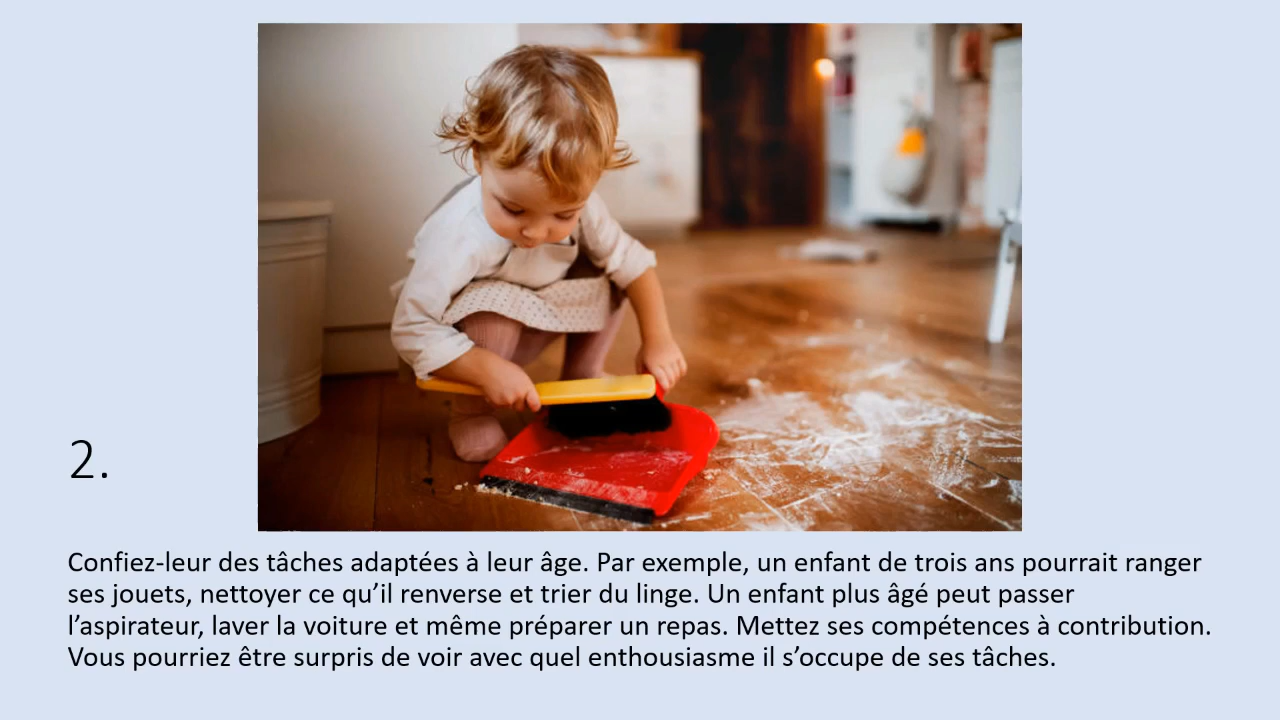 2.
Confiez-leur des tâches adaptées à leur âge. Par exemple, un enfant de trois ans pourrait ranger
ses jouets, nettoyer ce qu’il renverse et trier du linge. Un enfant plus âgé peut passer
l’aspirateur, laver la voiture et même préparer un repas. Mettez ses compétences à contribution.
Vous pourriez être surpris de voir avec quel enthousiasme il s’occupe de ses tâches.